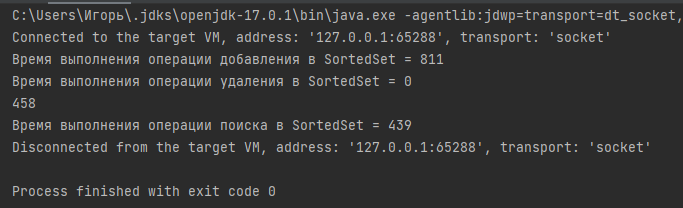 C:\Users\Игорь\.jdks\openjdk-17.0.1\bin\java.exe -agentlib:jdwp=transport=dt_socket,
Connected to the target VM, address: '127.0.0.1:65288', transport: 'socket'
Время выполнения операции добавления в SortedSet = 811
Время выполнения операции удаления в SortedSet = 0
458
Время выполнения операции поиска в SortedSet = 439
Disconnected from the target VM, address: '127.0.0.1:65288', transport: 'socket'
Process finished with exit code 0